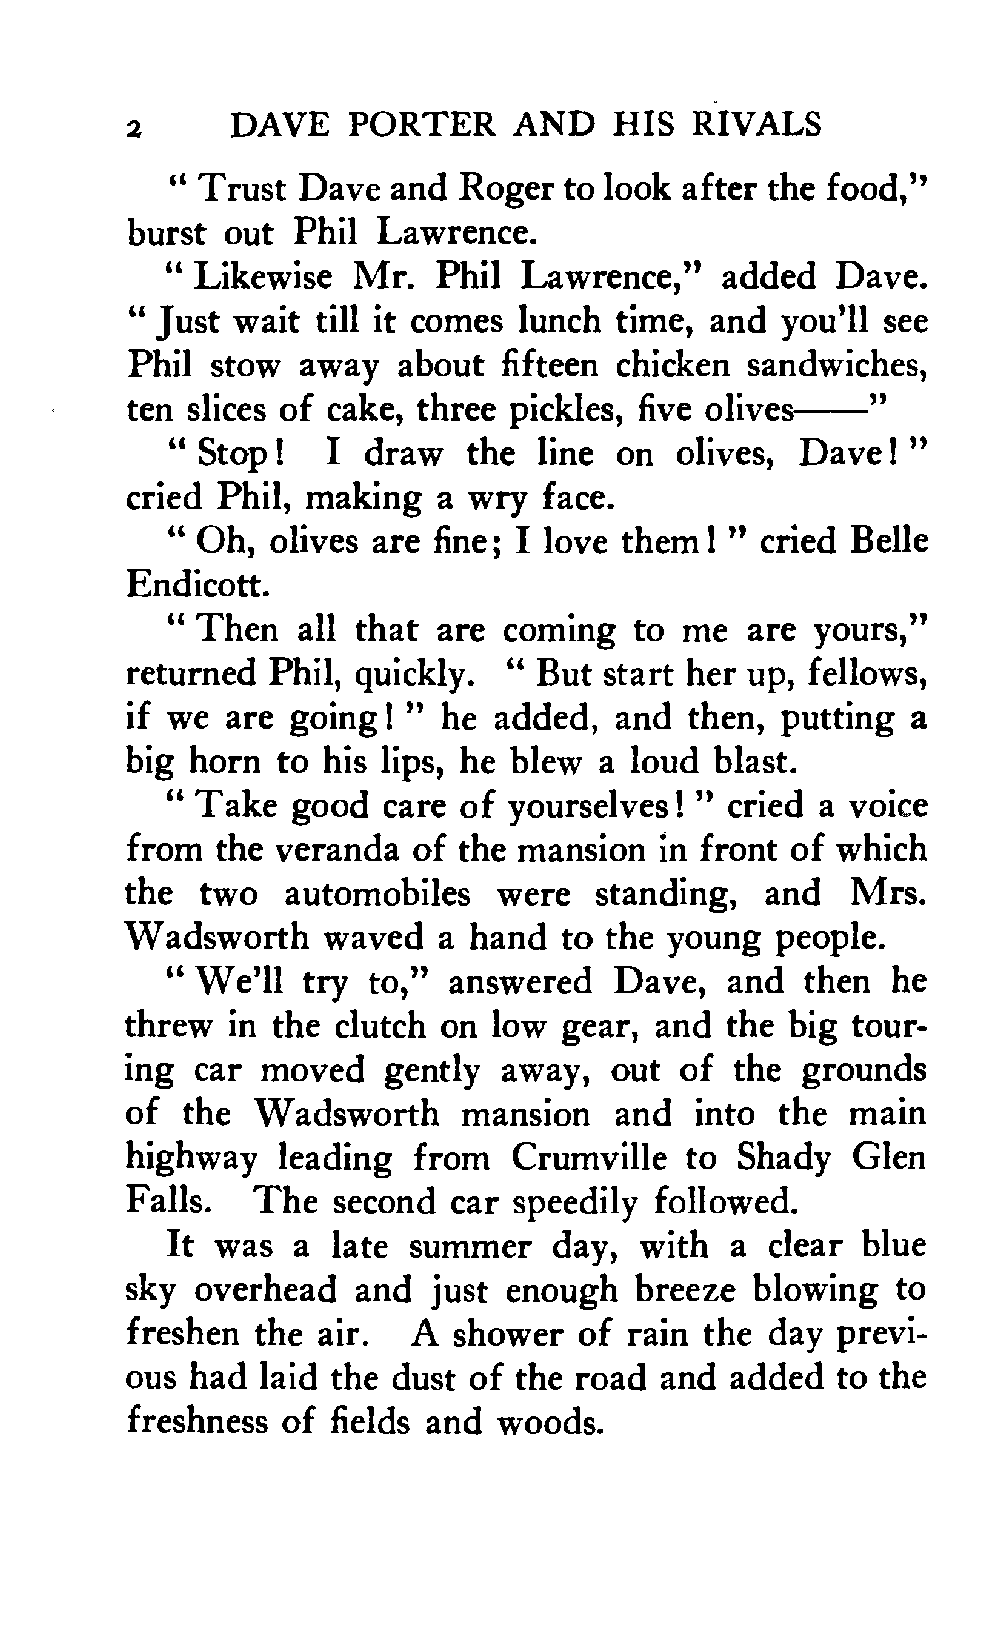 2 DAVE PORTER AND HIS RIVALS
“ Trust Dave and Roger to look after the food,”
burst out Phil Lawrence.
“ Likewise Mr. Phil Lawrence,” added Dave.
“ Just wait till it comes lunch time, and you’ll see
Phil stow away about fifteen chicken sandwiches,
ten slices of cake, three pickles, five olives——”
“ Stop! I draw the line on olives, Dave! ”
cried Phil, making a wry face.
“ Oh, olives are fine; I love them! ” cried Belle
Endicott.
“ Then all that are coming to me are yours,”
returned Phil, quickly. “ But start her up, fellows,
if we are going! ” he added, and then, putting a
big horn to his lips, he blew a loud blast.
“ Take good care of yourselves! ” cried a voice
from the veranda of the mansion in front of which
the two automobiles were standing, and Mrs.
Wadsworth waved a hand to the young people.
“ We’ll try to,” answered Dave, and then he
threw in the clutch on low gear, and the big tour-
ing car moved gently away, out of the grounds
of the Wadsworth mansion and into the main
highway leading from Crumville to Shady Glen
Falls. The second car speedily followed.
It was a late summer day, with a clear blue
sky overhead and just enough breeze blowing to
freshen the air. A shower of rain the day previ-
ous had laid the dust of the road and added to the
freshness of fields and woods.